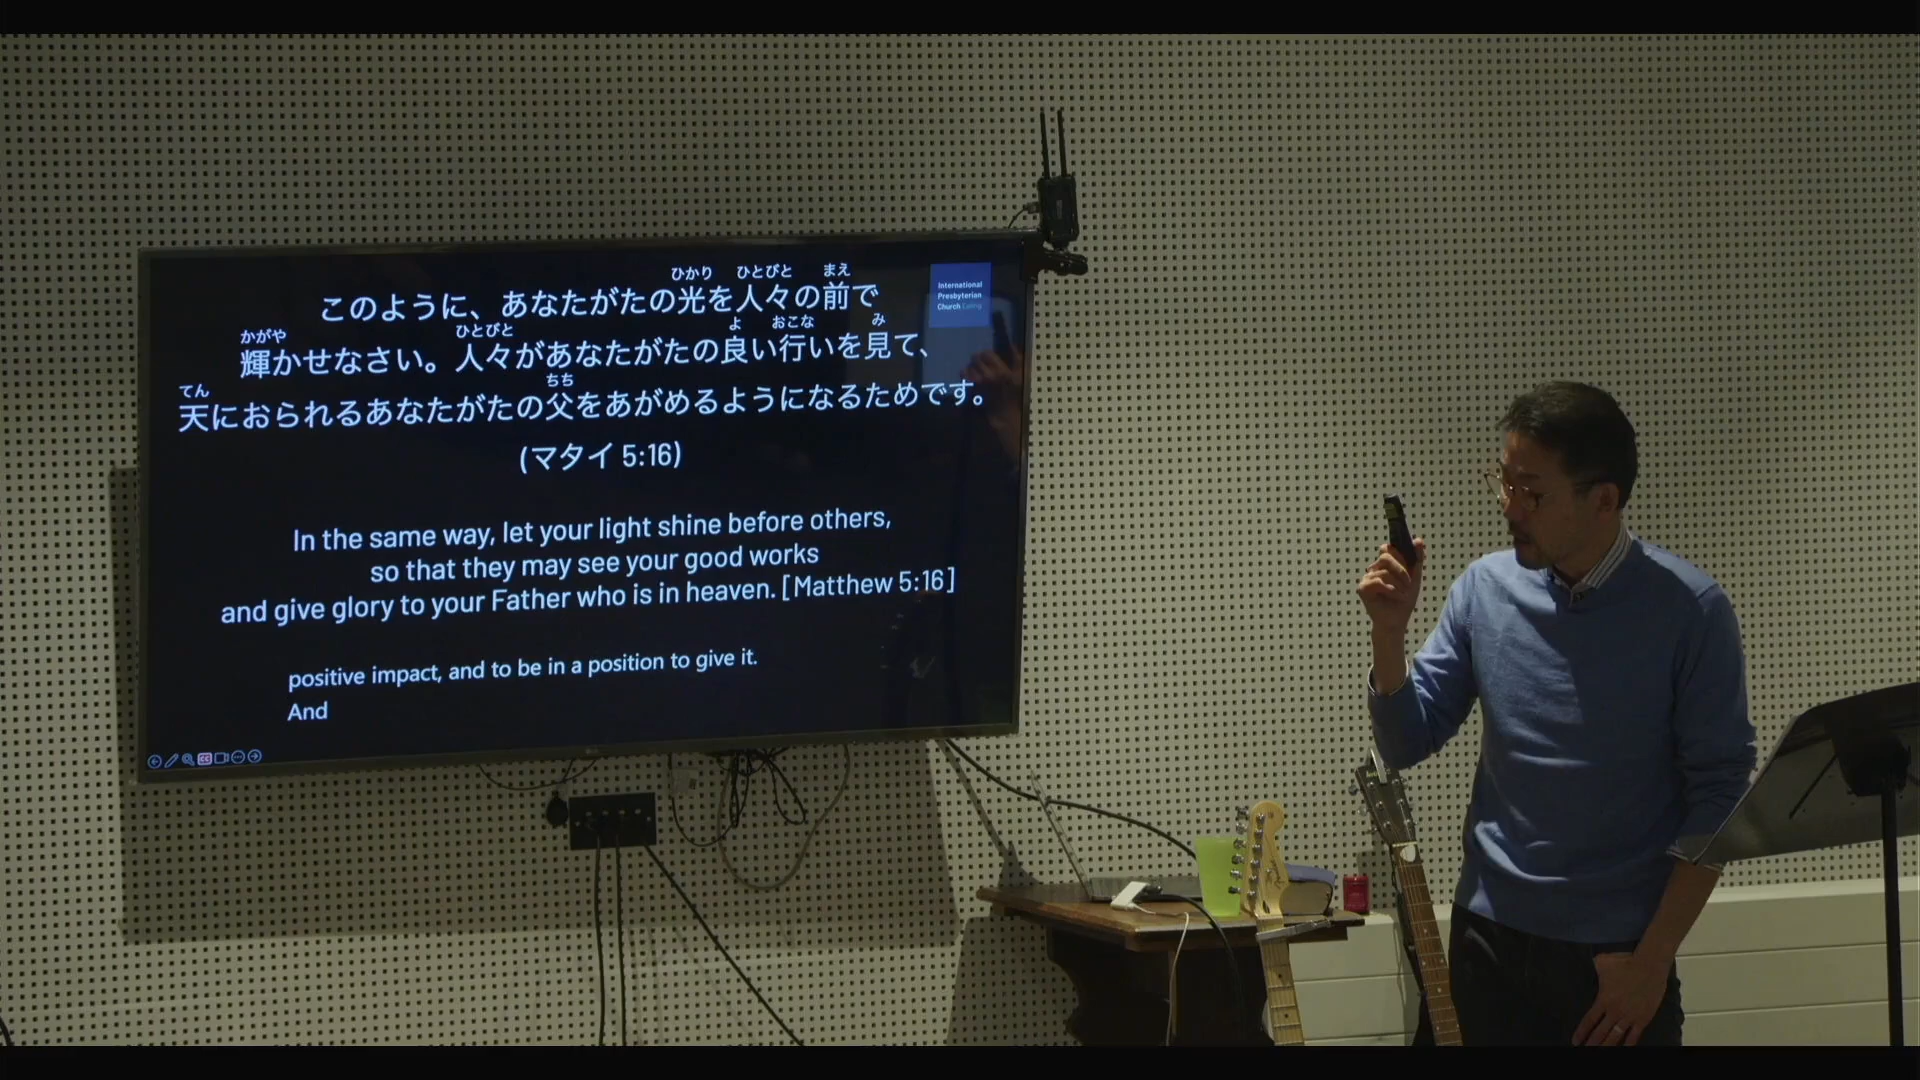 ひかり ひとびと まえ
このように、あなたがたの光を人々の前で
かがや ひとびと よ おこな み
輝かせなさい。人々があなたがたの良い行いを見て、
てん ちち
天におられるあなたがたの父をあがめるようになるためです。
(マタイ 5:16)
In the same way, let your light shine before others,
so that they may see your good works
and give glory to your Father who is in heaven. [Matthew 5:16]
positive impact, and to be in a position to give it.
And
International
Presbyterian
Church Ealing
CC